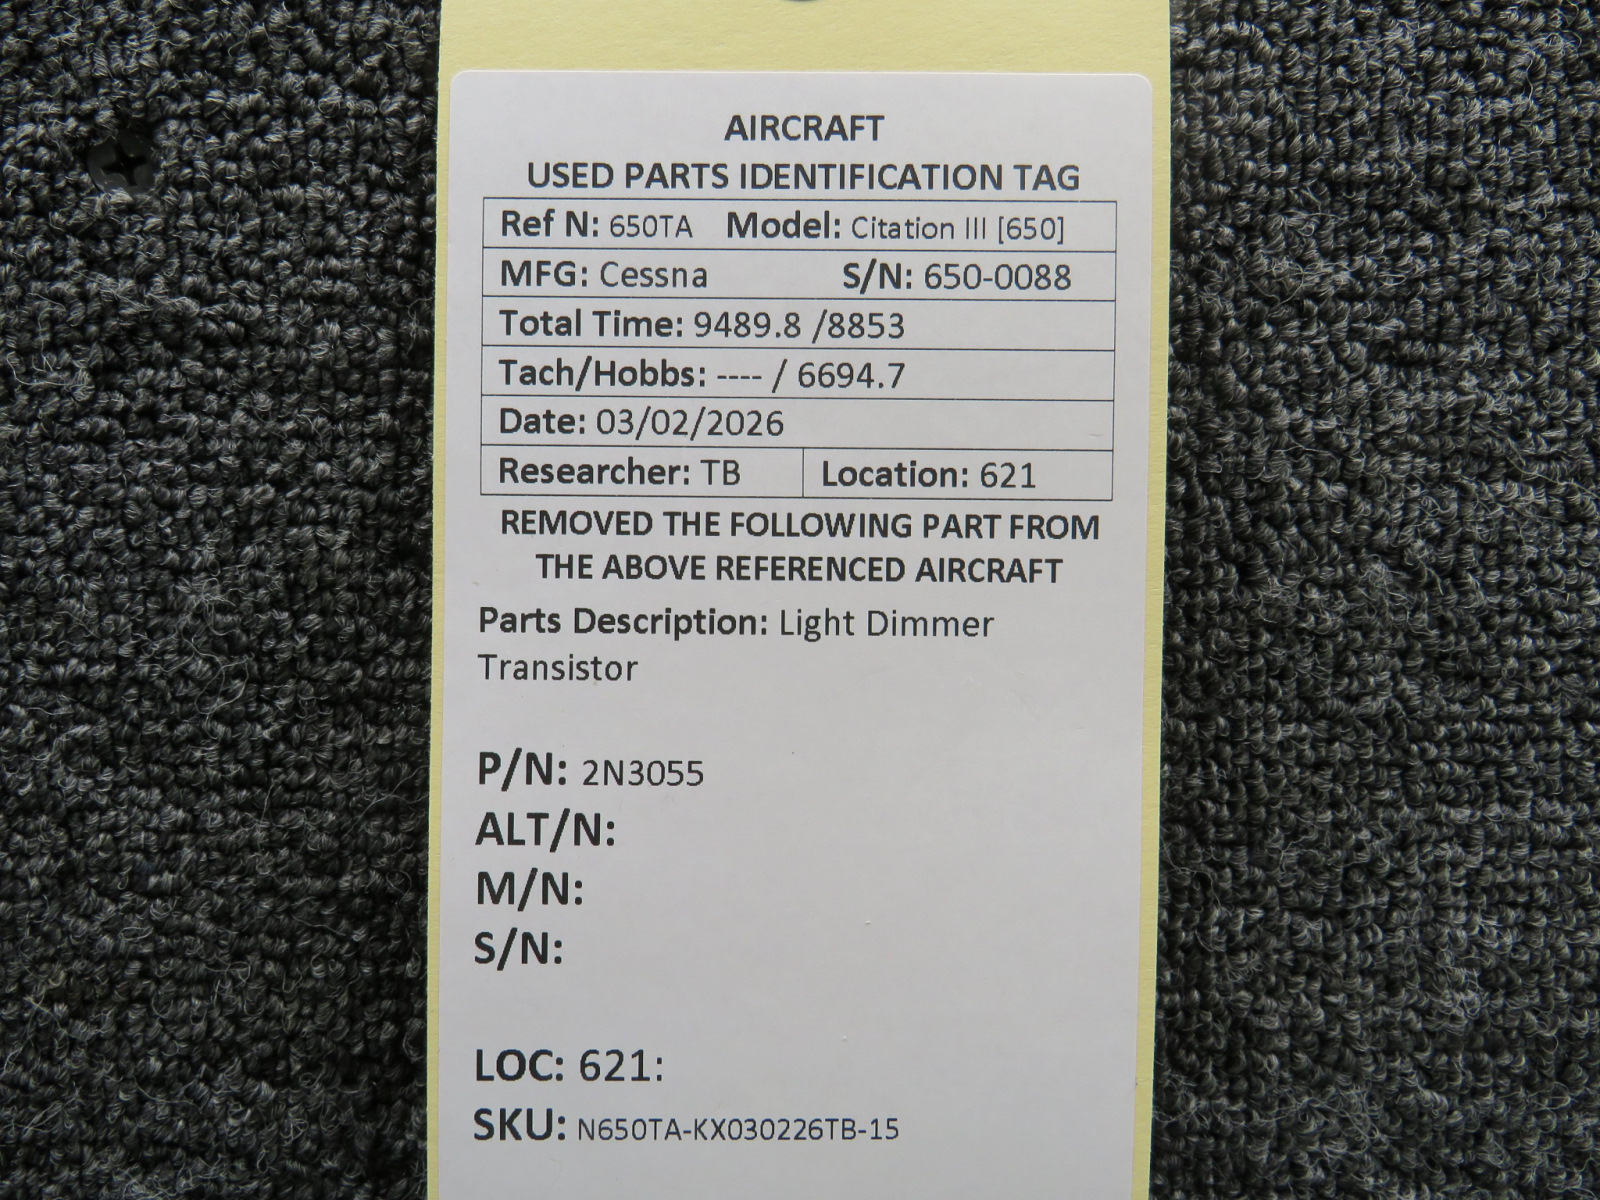 AIRCRAFT
USED PARTS IDENTIFICATION TAG
Ref N: 650TA Model: Citation III [650]
MFG: Cessna S/N: 650-0088
Total Time: 9489.8 /8853
Tach/Hobbs: ---- / 6694.7
Date: 03/02/2026
Researcher: TB Location: 621
REMOVED THE FOLLOWING PART FROM
THE ABOVE REFERENCED AIRCRAFT
Parts Description: Light Dimmer
Transistor
P/N: 2N3055
ALT/N:
M/N:
S/N:
LOC: 621:
SKU: N650TA-KX030226TB-15